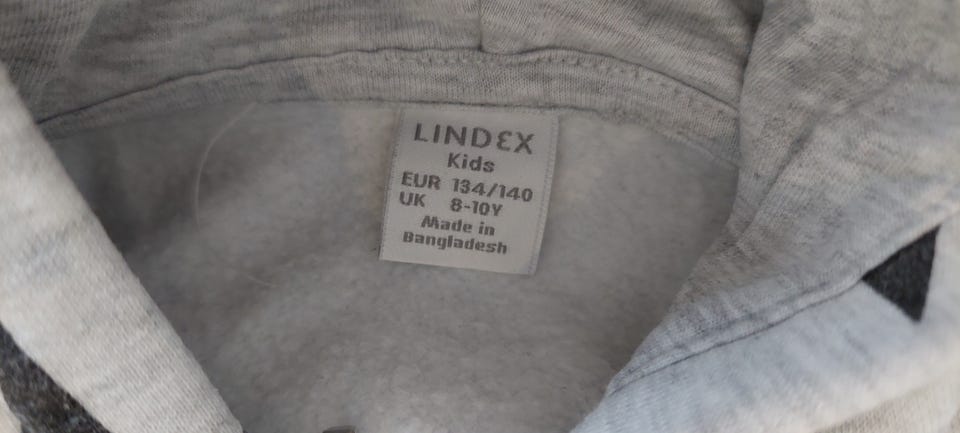 LINDEX
Kids
EUR 134/140
UK 8-10Y
Made in
Bangladesh